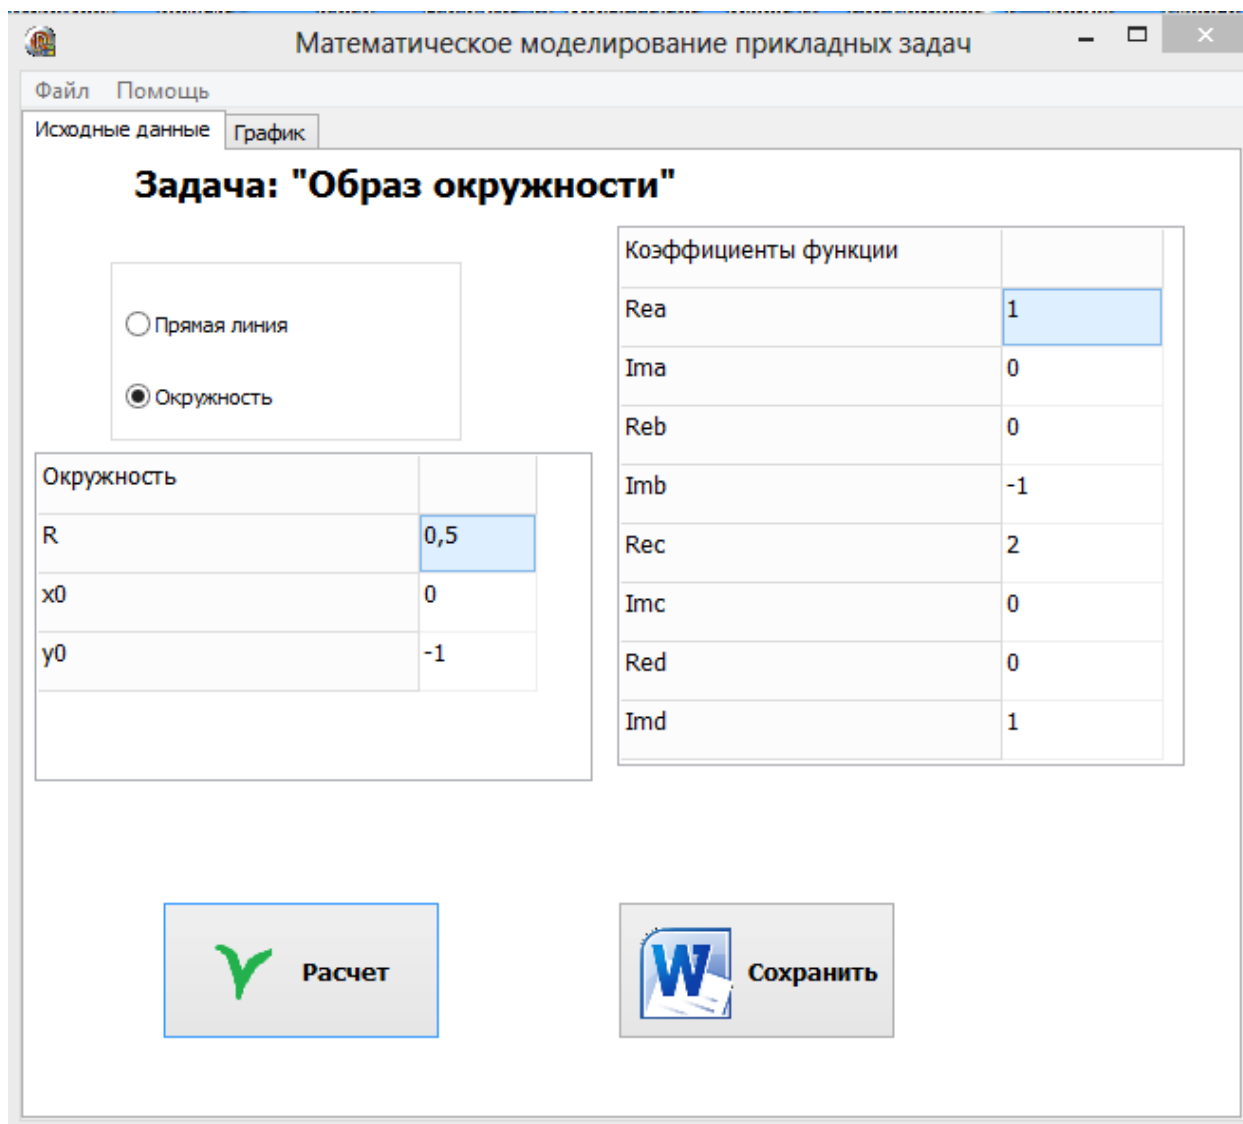 Математическое моделирование прикладных задач
Файл Помощь
Исходные данные График
Задача: "Образ окружности"
Прямая линия
Окружность
Окружность
R 0,5
x0 0
y0 -1
Коэффициенты функции
Rea 1
Ima 0
Reb 0
Imb -1
Rec 2
Imc 0
Red 0
Imd 1
Расчет
W Сохранить